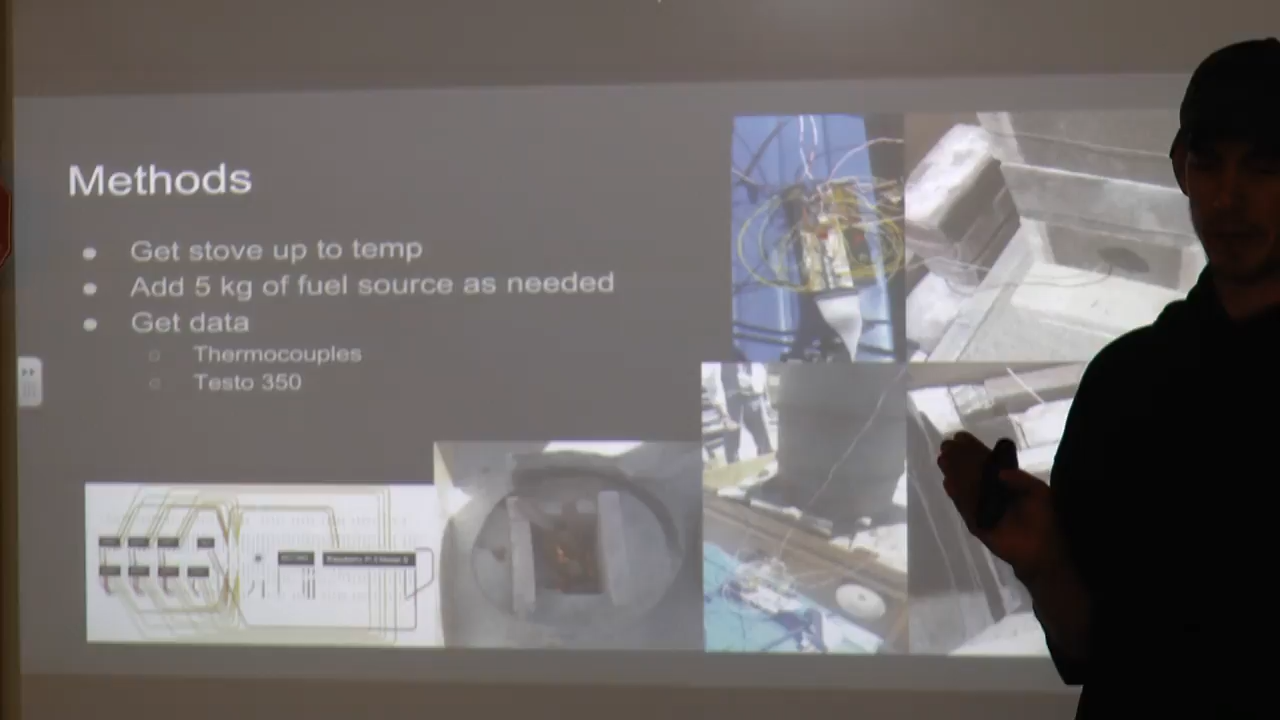 Methods
Get stove up to temp
Add 5 kg of fuel source as needed
Get data
Thermocouples
Testo 350